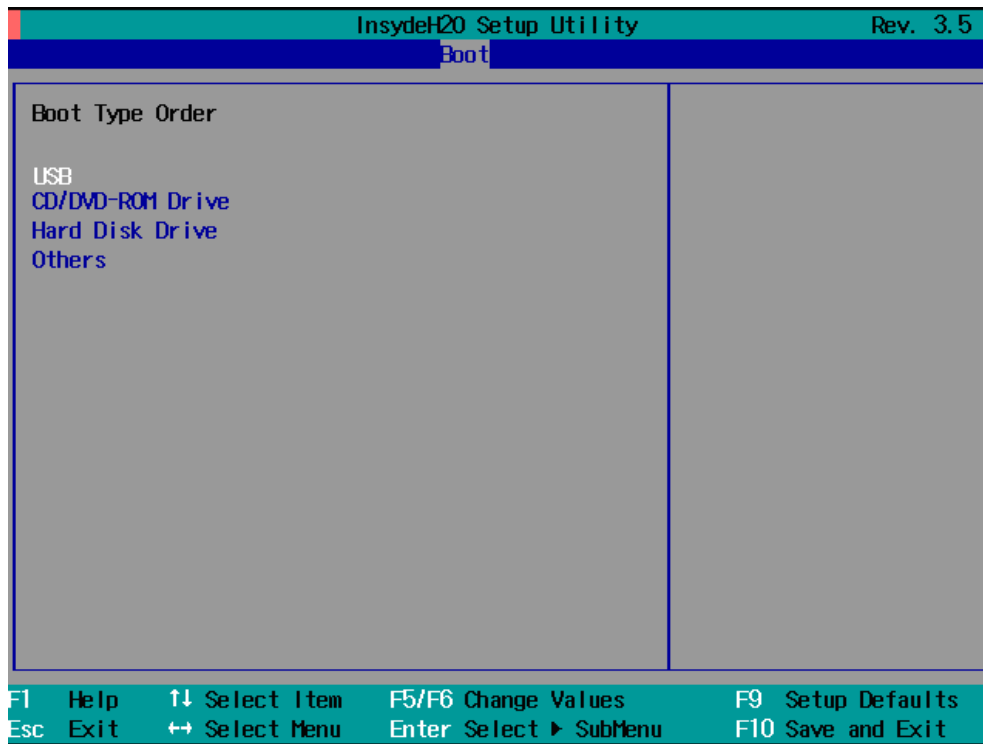 InsydeH2O Setup Utility Rev. 3.5
Boot
Boot Type Order
USB
CD/DVD-ROM Drive
Hard Disk Drive
Others
F1 Help ↑↓ Select Item F5/F6 Change Values F9 Setup Defaults
Esc Exit ↔ Select Menu Enter Select ▶ SubMenu F10 Save and Exit